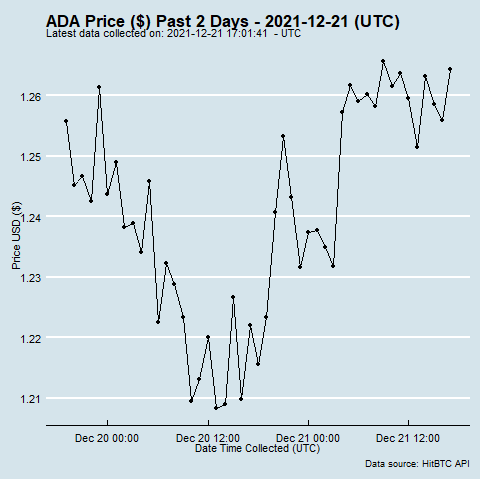 ADA Price ($) Past 2 Days - 2021-12-21 (UTC)
Latest data collected on: 2021-12-21 17:01:41  - UTC
Price USD ($)
1.26
1.25
1.24
1.23
1.22
1.21
Dec 20 00:00
Dec 20 12:00
Dec 21 00:00
Dec 21 12:00
Date Time Collected (UTC)
Data source: HitBTC API